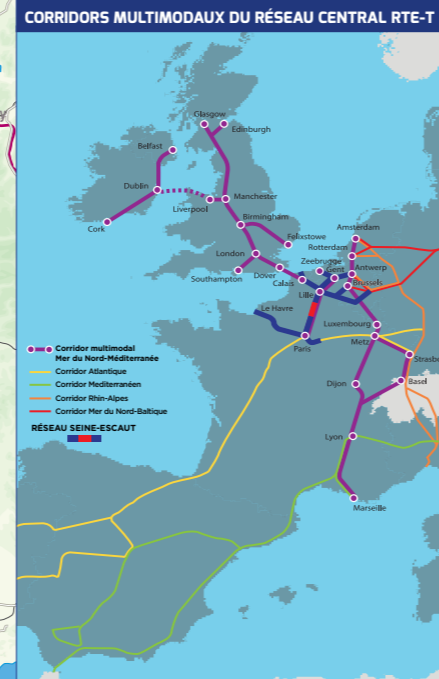 CORRIDORS MULTIMODAUX DU RÉSEAU CENTRAL RTE-T
Glasgow
Edinburgh
Belfast
Dublin
Liverpool
Manchester
Cork
Birmingham
Felixstowe
Amsterdam
Rotterdam
London
Zeebrugge
Gent
Antwerp
Southampton
Dover
Calais
Brussels
Lille
Le Havre
Luxembourg
Paris
Metz
Corridor multimodal
Mer du Nord-Méditerranée
Corridor Atlantique
Corridor Mediterranéen
Corridor Rhin-Alpes
Corridor Mer du Nord-Baltique
RÉSEAU SEINE-ESCAUT
Strasbo
Dijon
Basel
Lyon
Marseille